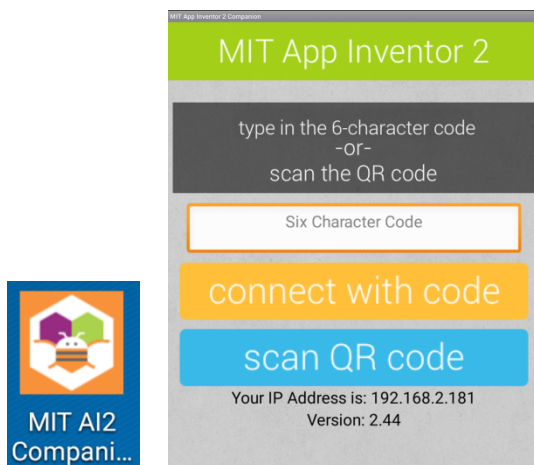 MIT App Inventor 2 Companion
MIT App Inventor 2
type in the 6-character code
-or-
scan the QR code
Six Character Code
connect with code
scan QR code
Your IP Address is: 192.168.2.181
Version: 2.44
MIT AI2
Compani...